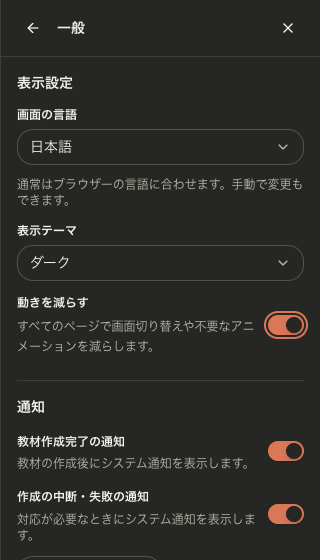 一般
表示設定
画面の言語
日本語
通常はブラウザーの言語に合わせます。手動で変更も
できます。
表示テーマ
ダーク
動きを減らす
すべてのページで画面切り替えや不要なアニ
メーションを減らします。
通知
教材作成完了の通知
教材の作成後にシステム通知を表示します。
作成の中断・失敗の通知
対応が必要なときにシステム通知を表示しま
す。